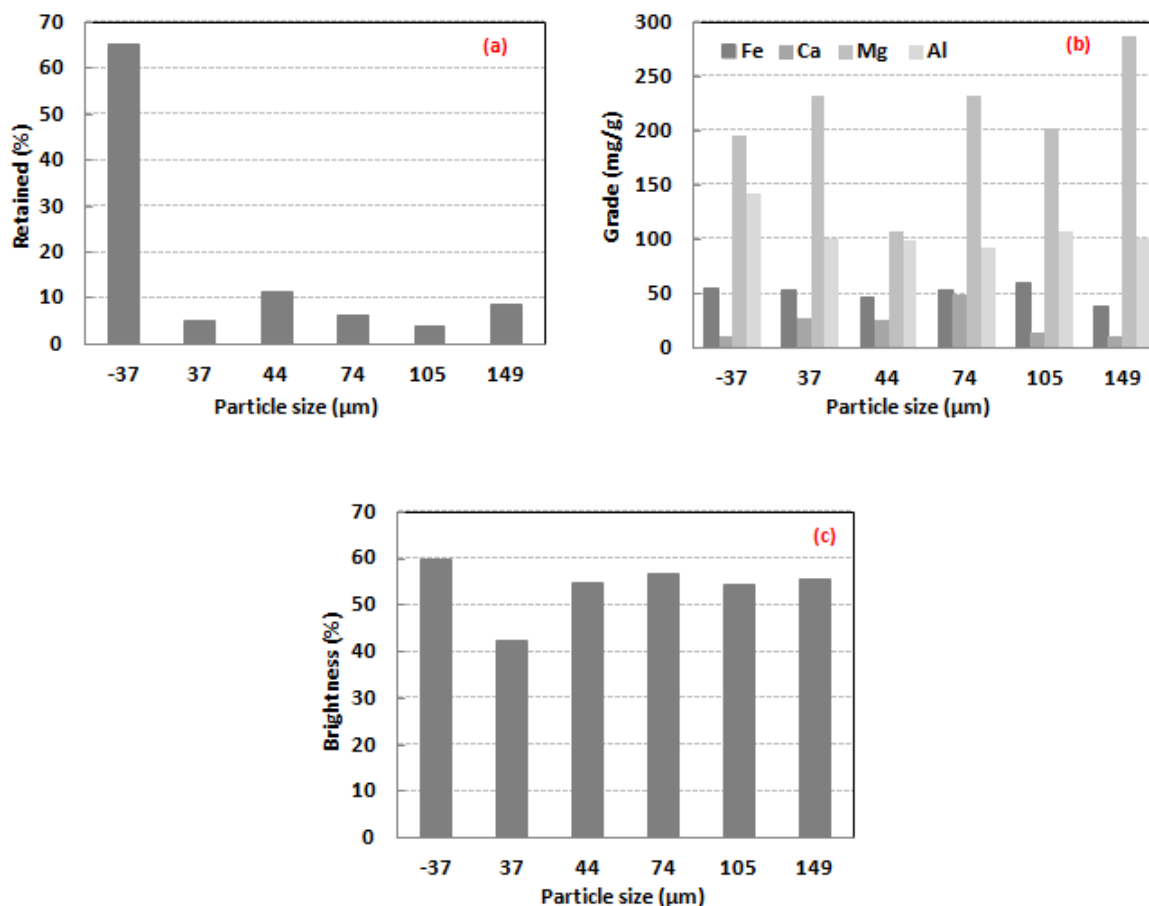 (a)
Retained (%)
70
60
50
40
30
20
10
0
-37 37 44 74 105 149
Particle size (µm)
(b)
Fe Ca Mg Al
Grade (mg/g)
300
250
200
150
100
50
0
-37 37 44 74 105 149
Particle size (µm)
(c)
Brightness (%)
70
60
50
40
30
20
10
0
-37 37 44 74 105 149
Particle size (µm)